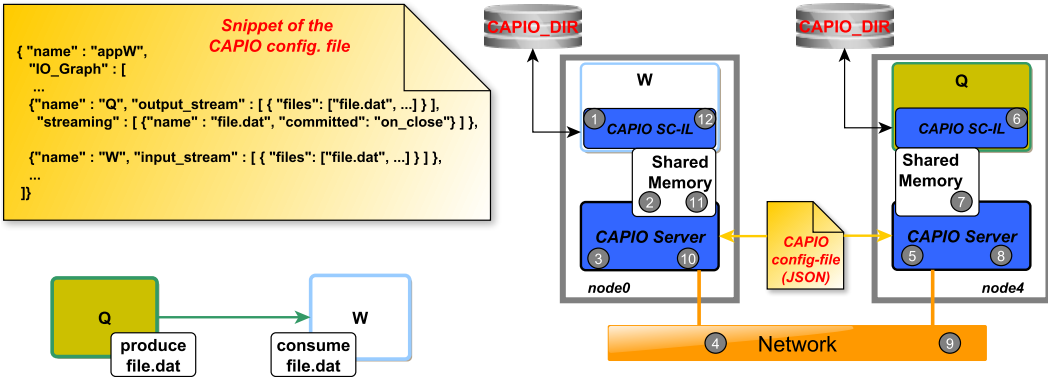 Snippet of the
CAPIO config. file
{ "name" : "appW",
"IO_Graph" : [
...
{"name" : "Q", "output_stream" : [ { "files": ["file.dat", ...] } ],
"streaming" : [ {"name" : "file.dat", "committed": "on_close"} ] },
{"name" : "W", "input_stream" : [ { "files": ["file.dat", ...] } ] },
...
]}
Q
produce
file.dat
W
consume
file.dat
CAPIO_DIR
W
1
12
CAPIO SC-IL
Shared
Memory
2
11
CAPIO Server
3
10
node0
CAPIO
config-file
(JSON)
CAPIO_DIR
Q
6
CAPIO SC-IL
Shared
Memory
7
CAPIO Server
5
8
node4
4
Network
9